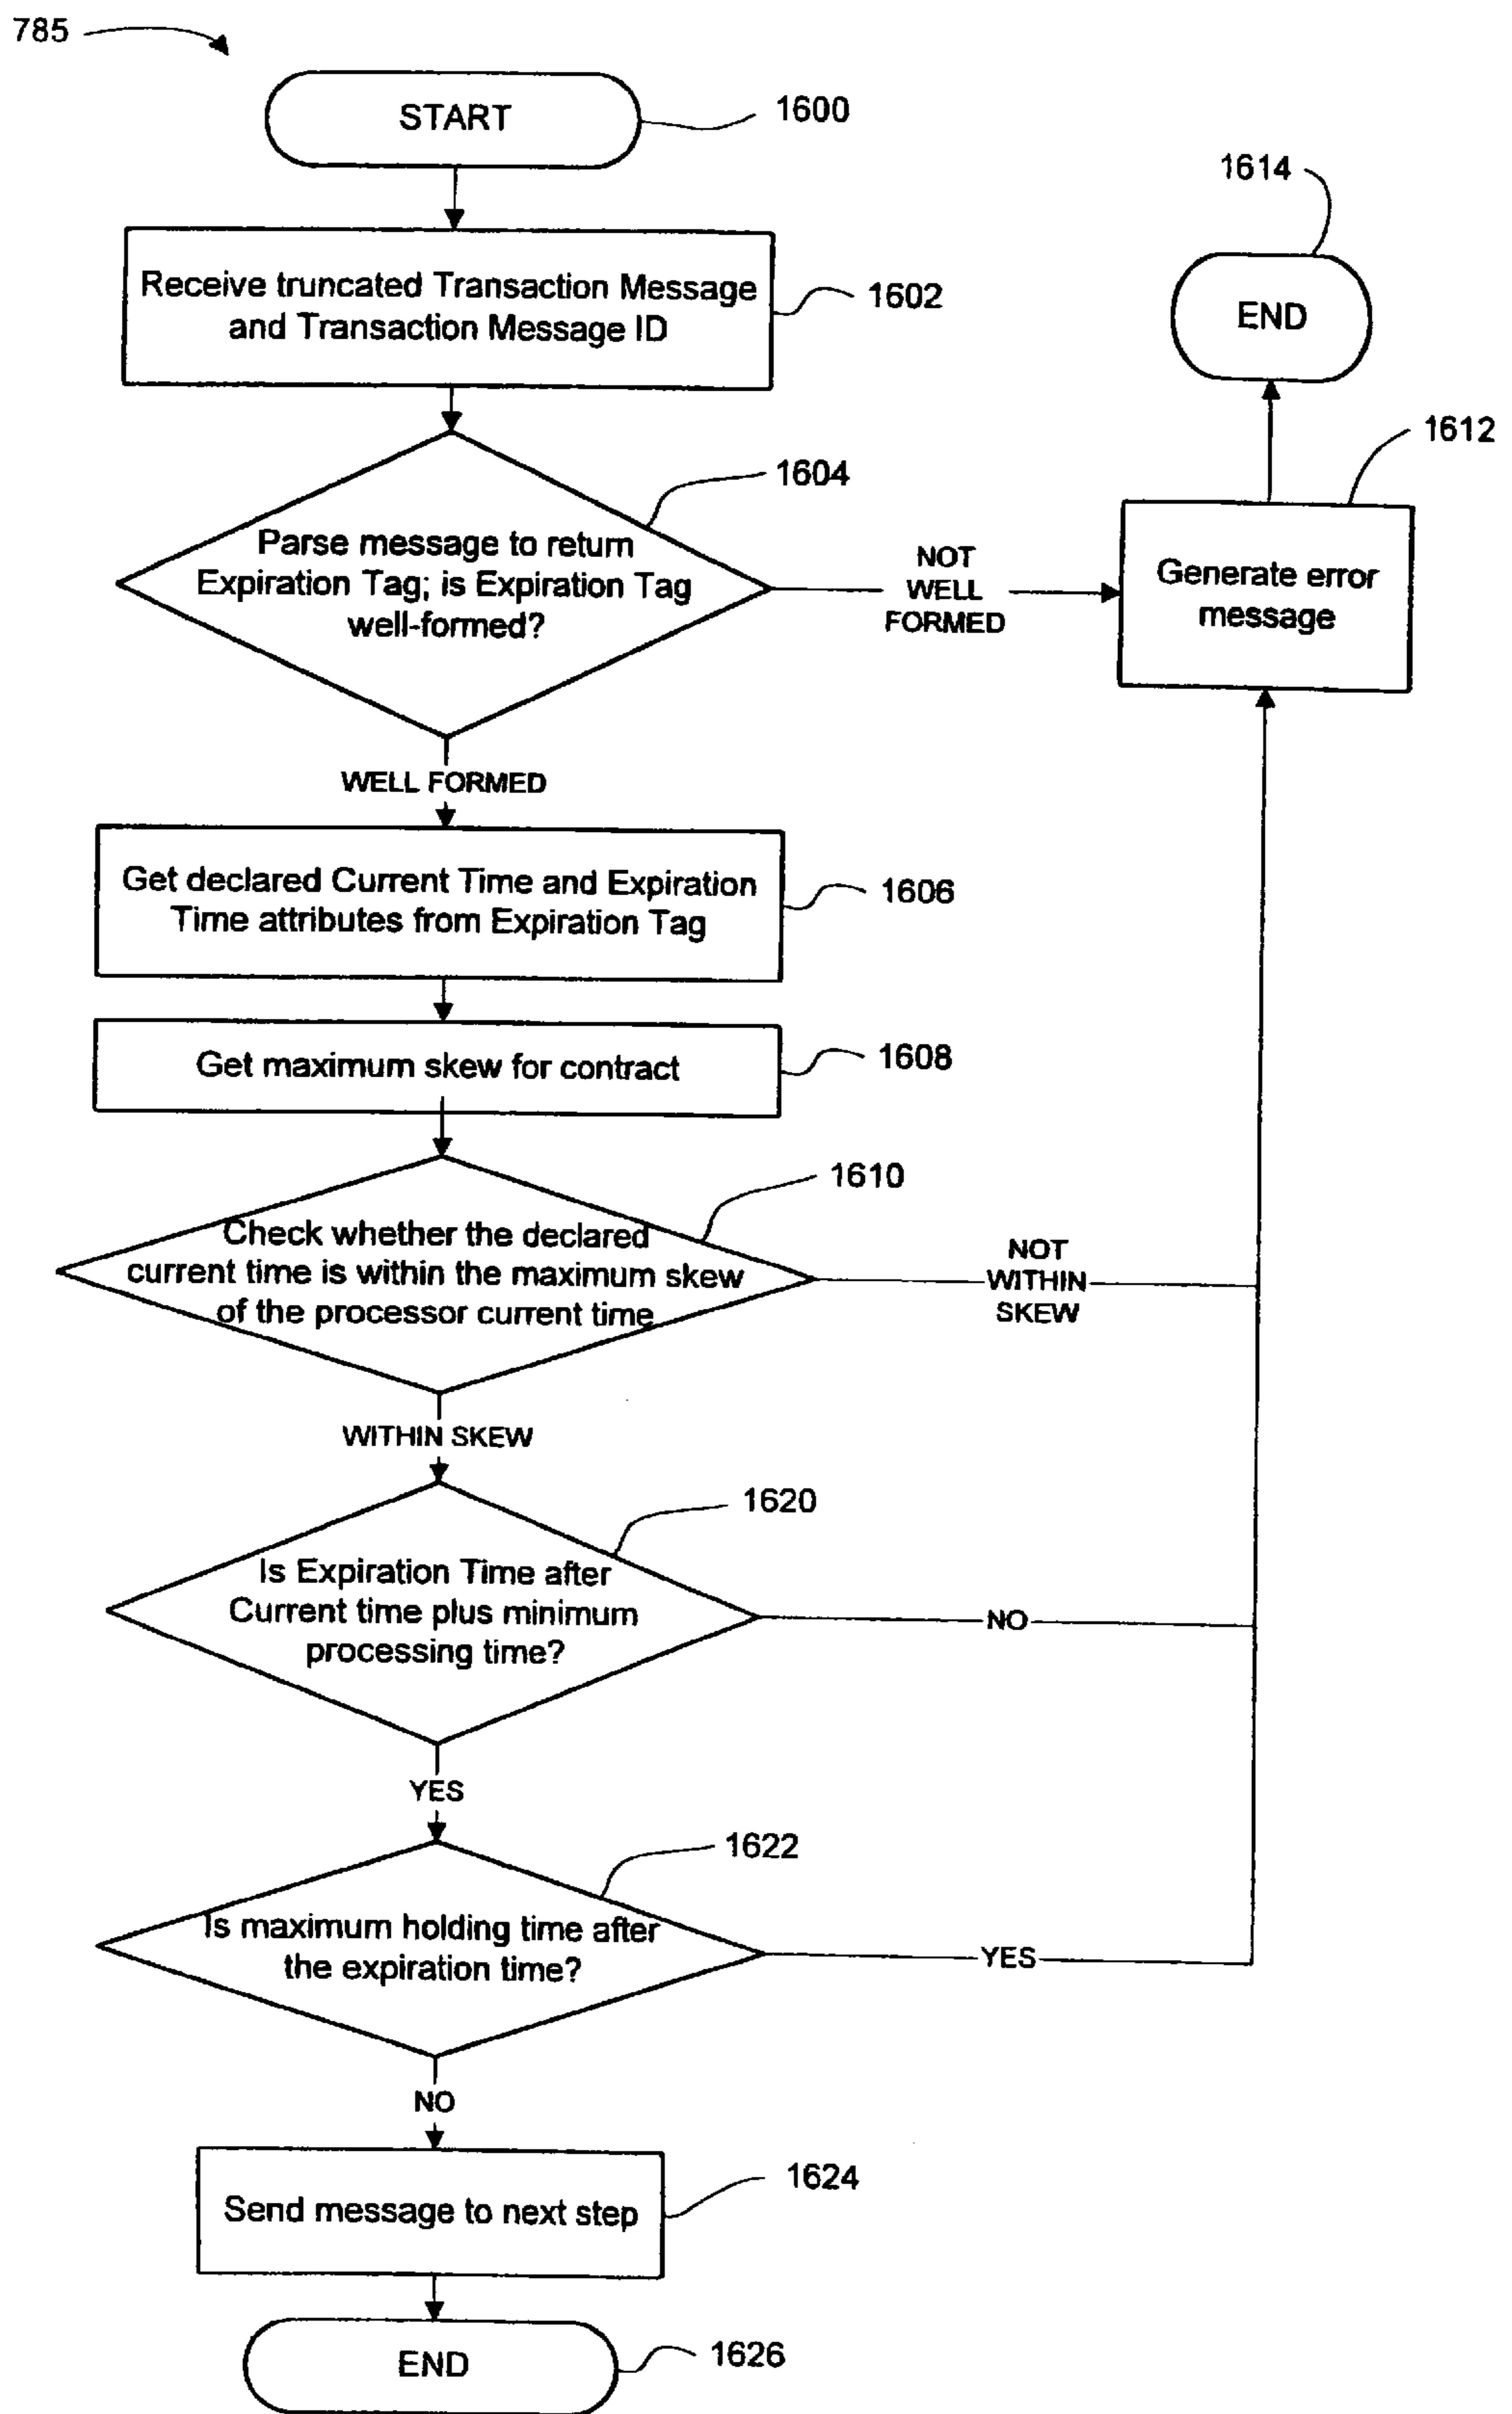 785
START
1600
1614
END
Receive truncated Transaction Message
and Transaction Message ID
1602
1612
1604
Parse message to return
Expiration Tag; is Expiration Tag
well-formed?
NOT
WELL
FORMED
Generate error
message
WELL FORMED
Get declared Current Time and Expiration
Time attributes from Expiration Tag
1606
Get maximum skew for contract
1608
1610
Check whether the declared
current time is within the maximum skew
of the processor current time
NOT
WITHIN
SKEW
WITHIN SKEW
1620
Is Expiration Time after
Current time plus minimum
processing time?
NO
YES
1622
Is maximum holding time after
the expiration time?
YES
NO
1624
Send message to next step
END
1626